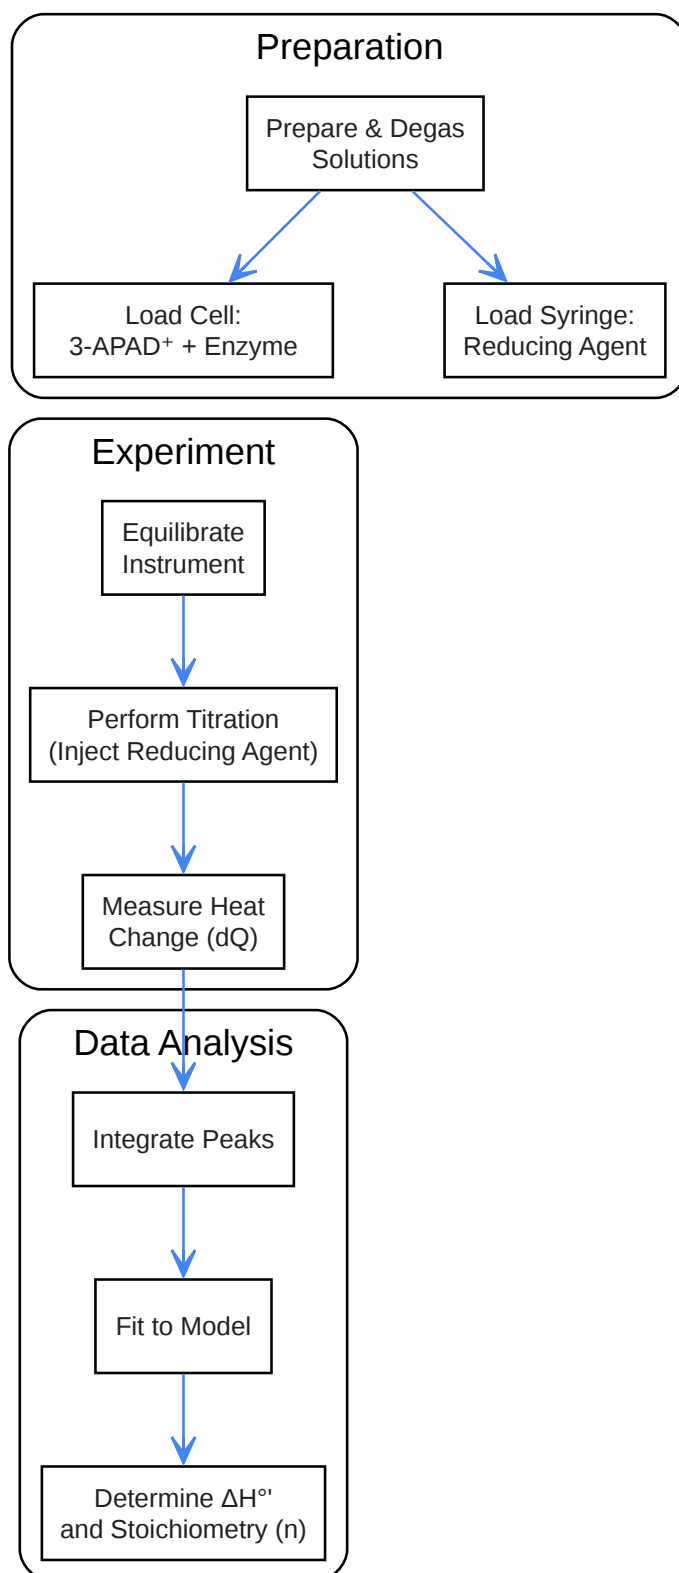 Preparation
Prepare & Degas
Solutions
Load Cell:
3-APAD⁺ + Enzyme
Load Syringe:
Reducing Agent
Experiment
Equilibrate
Instrument
Perform Titration
(Inject Reducing Agent)
Measure Heat
Change (dQ)
Data Analysis
Integrate Peaks
Fit to Model
Determine ΔH°'
and Stoichiometry (n)